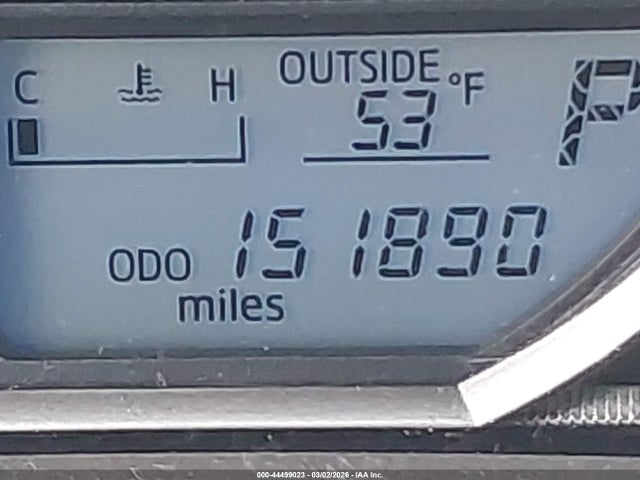 C H OUTSIDE °F P
53
ODO 151890
miles
000-44499023 - 03/02/2026 - IAA Inc.